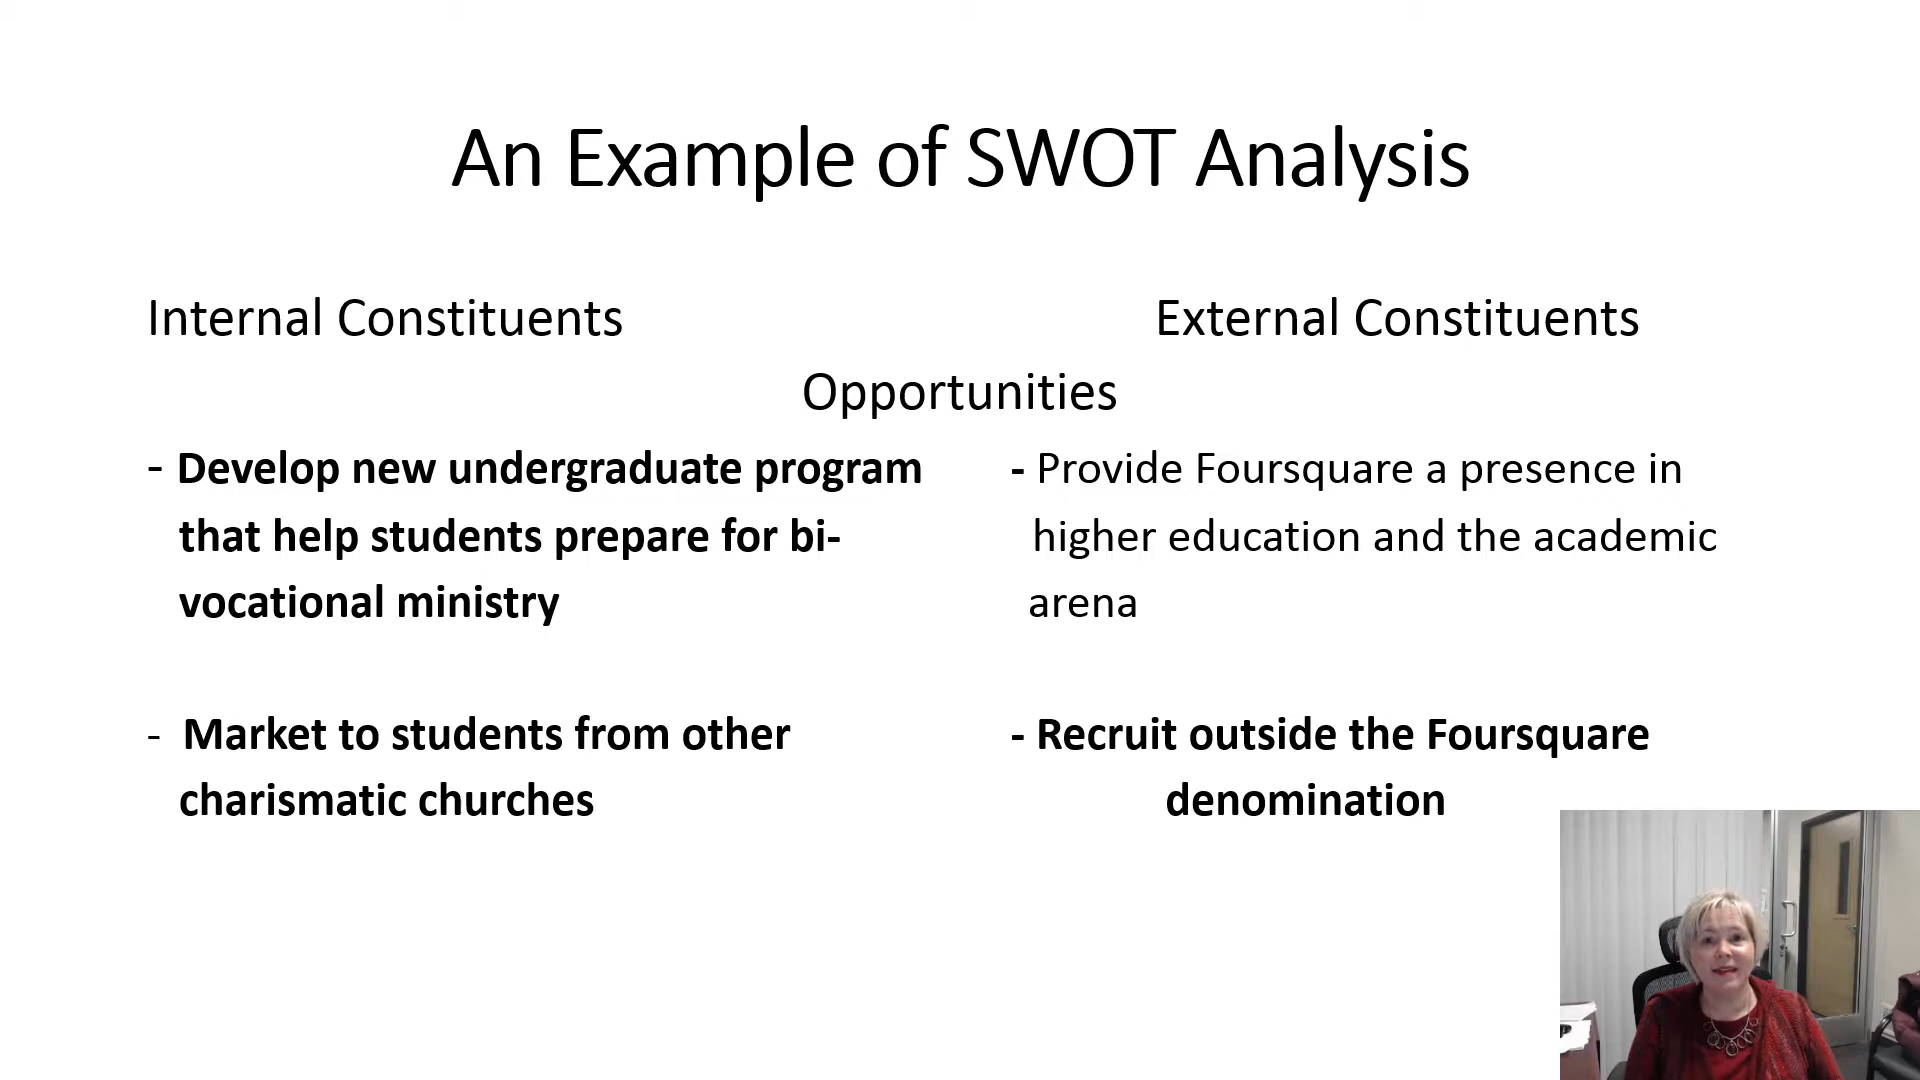 An Example of SWOT Analysis
Internal Constituents
External Constituents
Opportunities
- Develop new undergraduate program
that help students prepare for bi-
vocational ministry
- Market to students from other
charismatic churches
- Provide Foursquare a presence in
higher education and the academic
arena
- Recruit outside the Foursquare
denomination